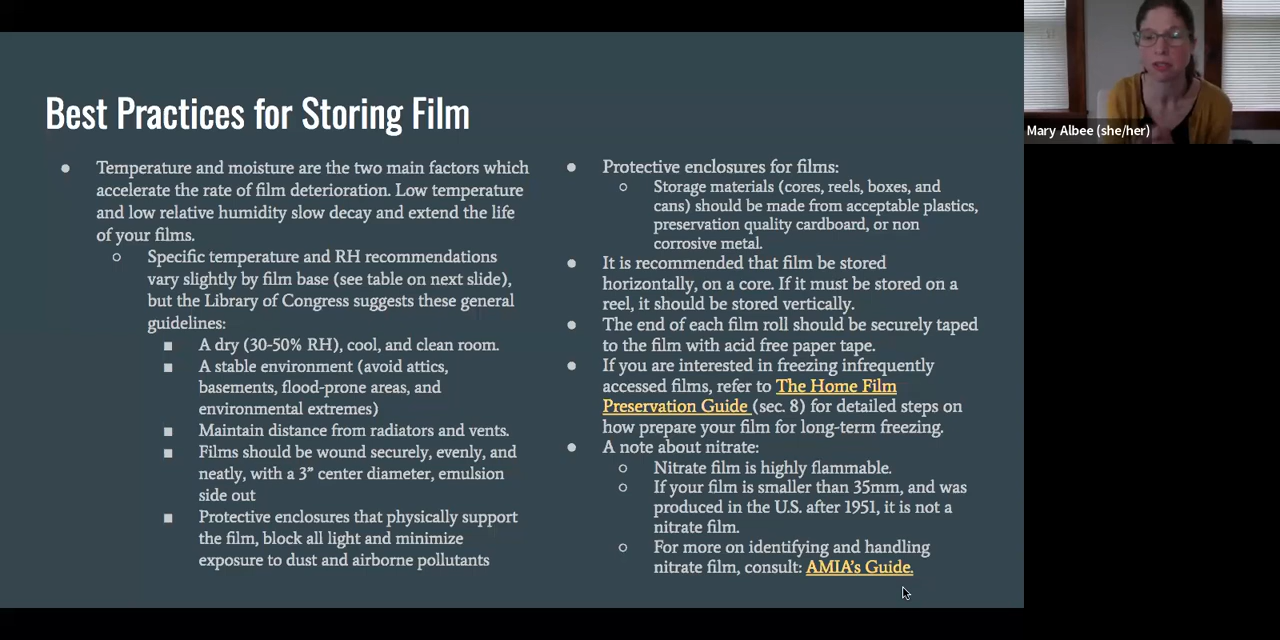 Best Practices for Storing Film
● Temperature and moisture are the two main factors which
accelerate the rate of film deterioration. Low temperature
and low relative humidity slow decay and extend the life
of your films.
○ Specific temperature and RH recommendations
vary slightly by film base (see table on next slide),
but the Library of Congress suggests these general
guidelines:
■ A dry (30-50% RH), cool, and clean room.
■ A stable environment (avoid attics,
basements, flood-prone areas, and
environmental extremes)
■ Maintain distance from radiators and vents.
■ Films should be wound securely, evenly, and
neatly, with a 3” center diameter, emulsion
side out
■ Protective enclosures that physically support
the film, block all light and minimize
exposure to dust and airborne pollutants
● Protective enclosures for films:
○ Storage materials (cores, reels, boxes, and
cans) should be made from acceptable plastics,
preservation quality cardboard, or non
corrosive metal.
● It is recommended that film be stored
horizontally, on a core. If it must be stored on a
reel, it should be stored vertically.
● The end of each film roll should be securely taped
to the film with acid free paper tape.
● If you are interested in freezing infrequently
accessed films, refer to The Home Film
Preservation Guide (sec. 8) for detailed steps on
how prepare your film for long-term freezing.
● A note about nitrate:
○ Nitrate film is highly flammable.
○ If your film is smaller than 35mm, and was
produced in the U.S. after 1951, it is not a
nitrate film.
○ For more on identifying and handling
nitrate film, consult: AMIA’s Guide.
Mary Albee (she/her)